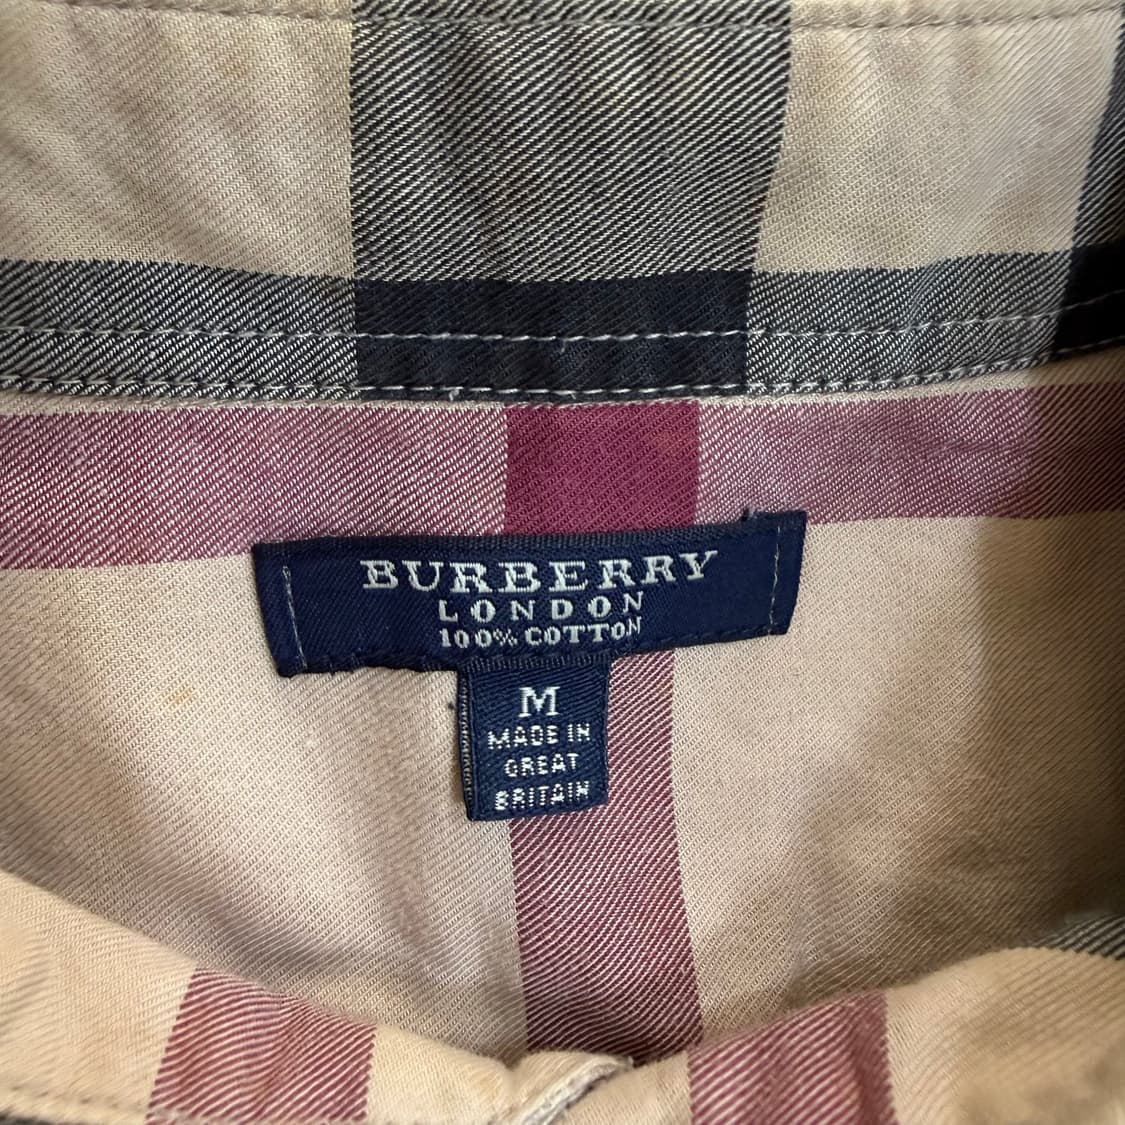 BURBERRY
LONDON
100% COTTON
M
MADE IN
GREAT
BRITAIN